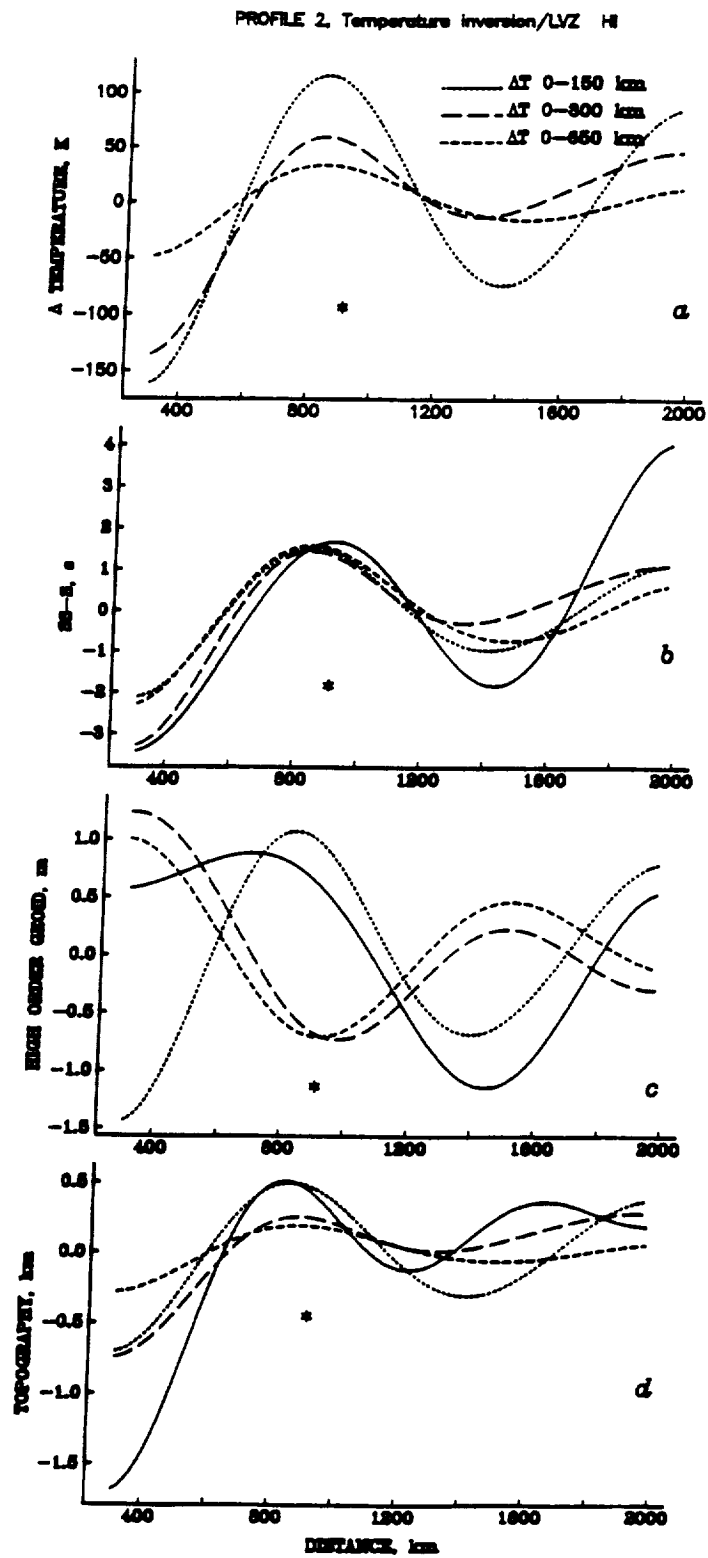 PROFILE 2, Temperature inversion/LVZ HI
ΔT 0-150 km
ΔT 0-300 km
ΔT 0-650 km
100
50
0
-50
-100
-150
Δ TEMPERATURE, K
*
a
400 800 1200 1600 2000
4
3
2
1
0
-1
-2
-3
SS-S, s
*
b
400 800 1200 1600 2000
1.0
0.5
0.0
-0.5
-1.0
-1.5
HIGH ORDER GEOID, m
*
c
400 800 1200 1600 2000
0.5
0.0
-0.5
-1.0
-1.5
TOPOGRAPHY, km
*
d
400 800 1200 1600 2000
DISTANCE, km